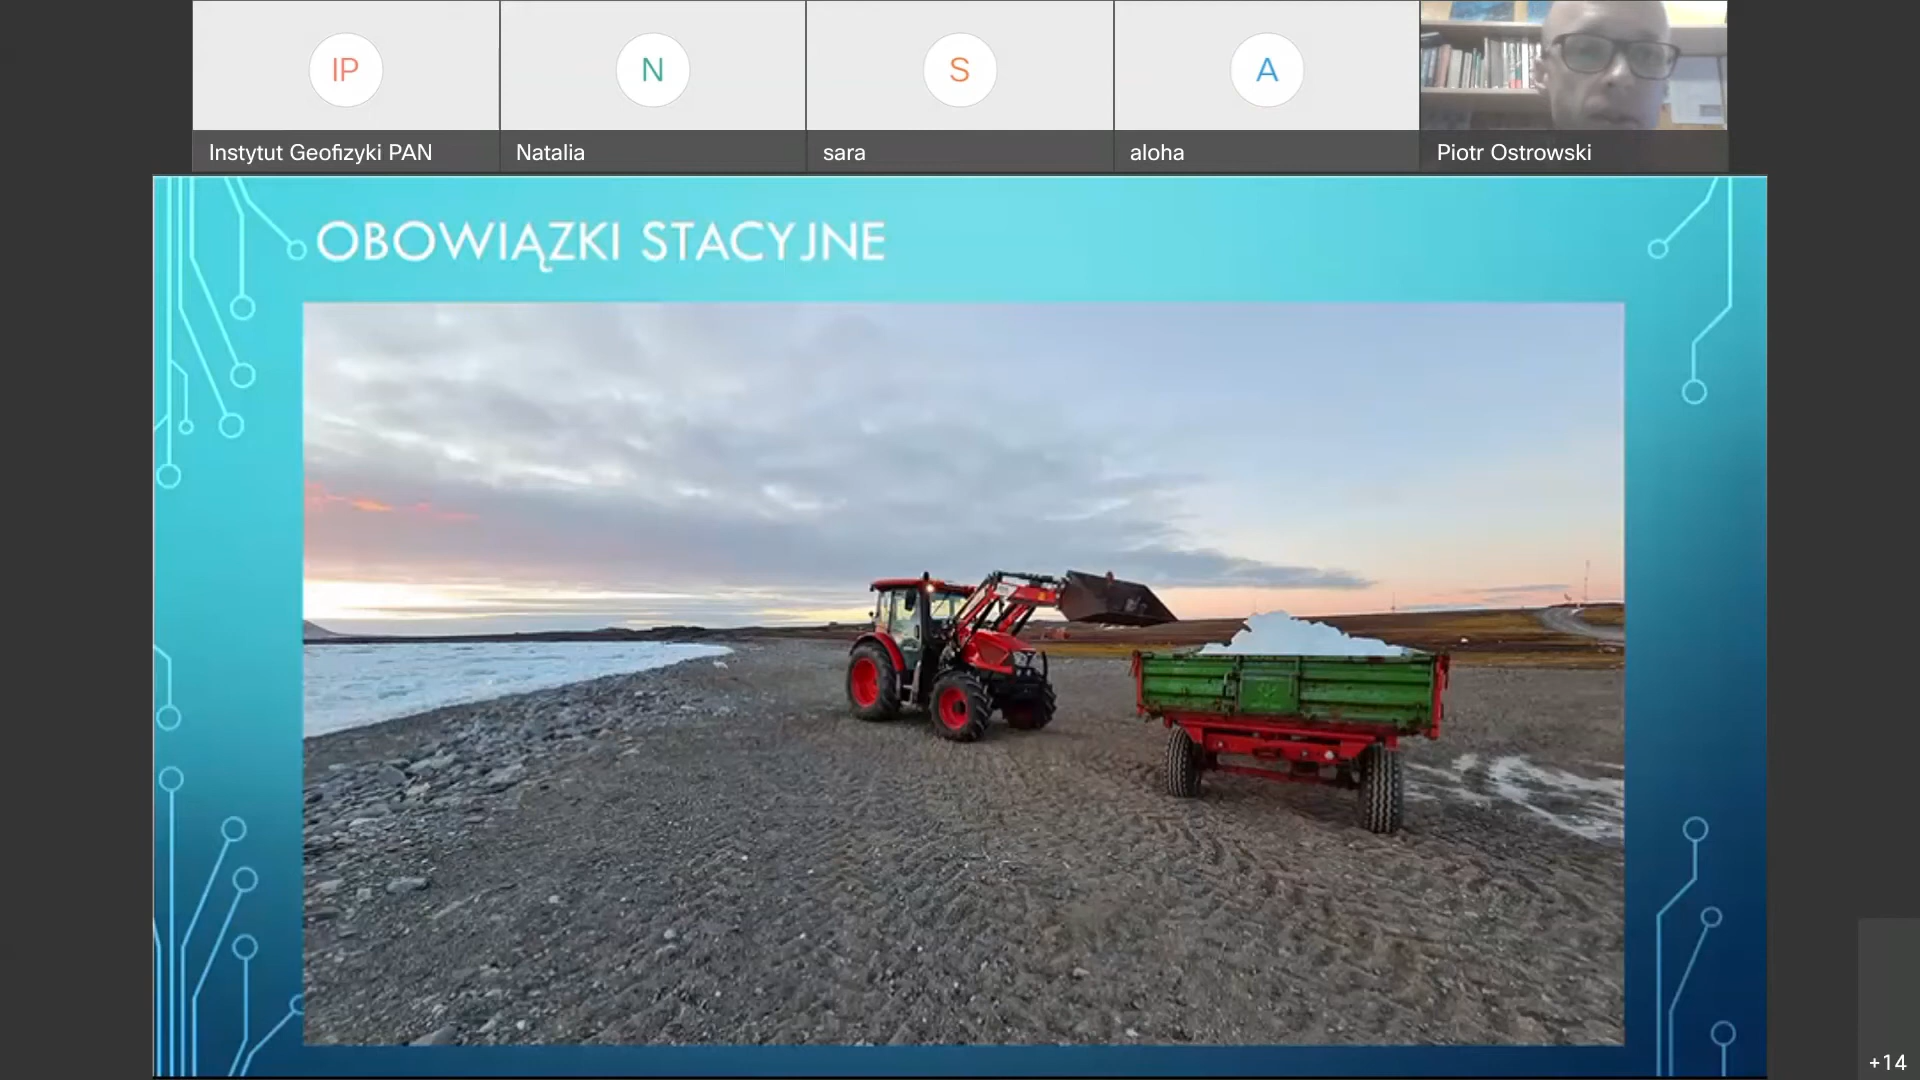 IP
N
S
A
Instytut Geofizyki PAN
Natalia
sara
aloha
Piotr Ostrowski
OBOWIĄZKI STACYJNE
+14